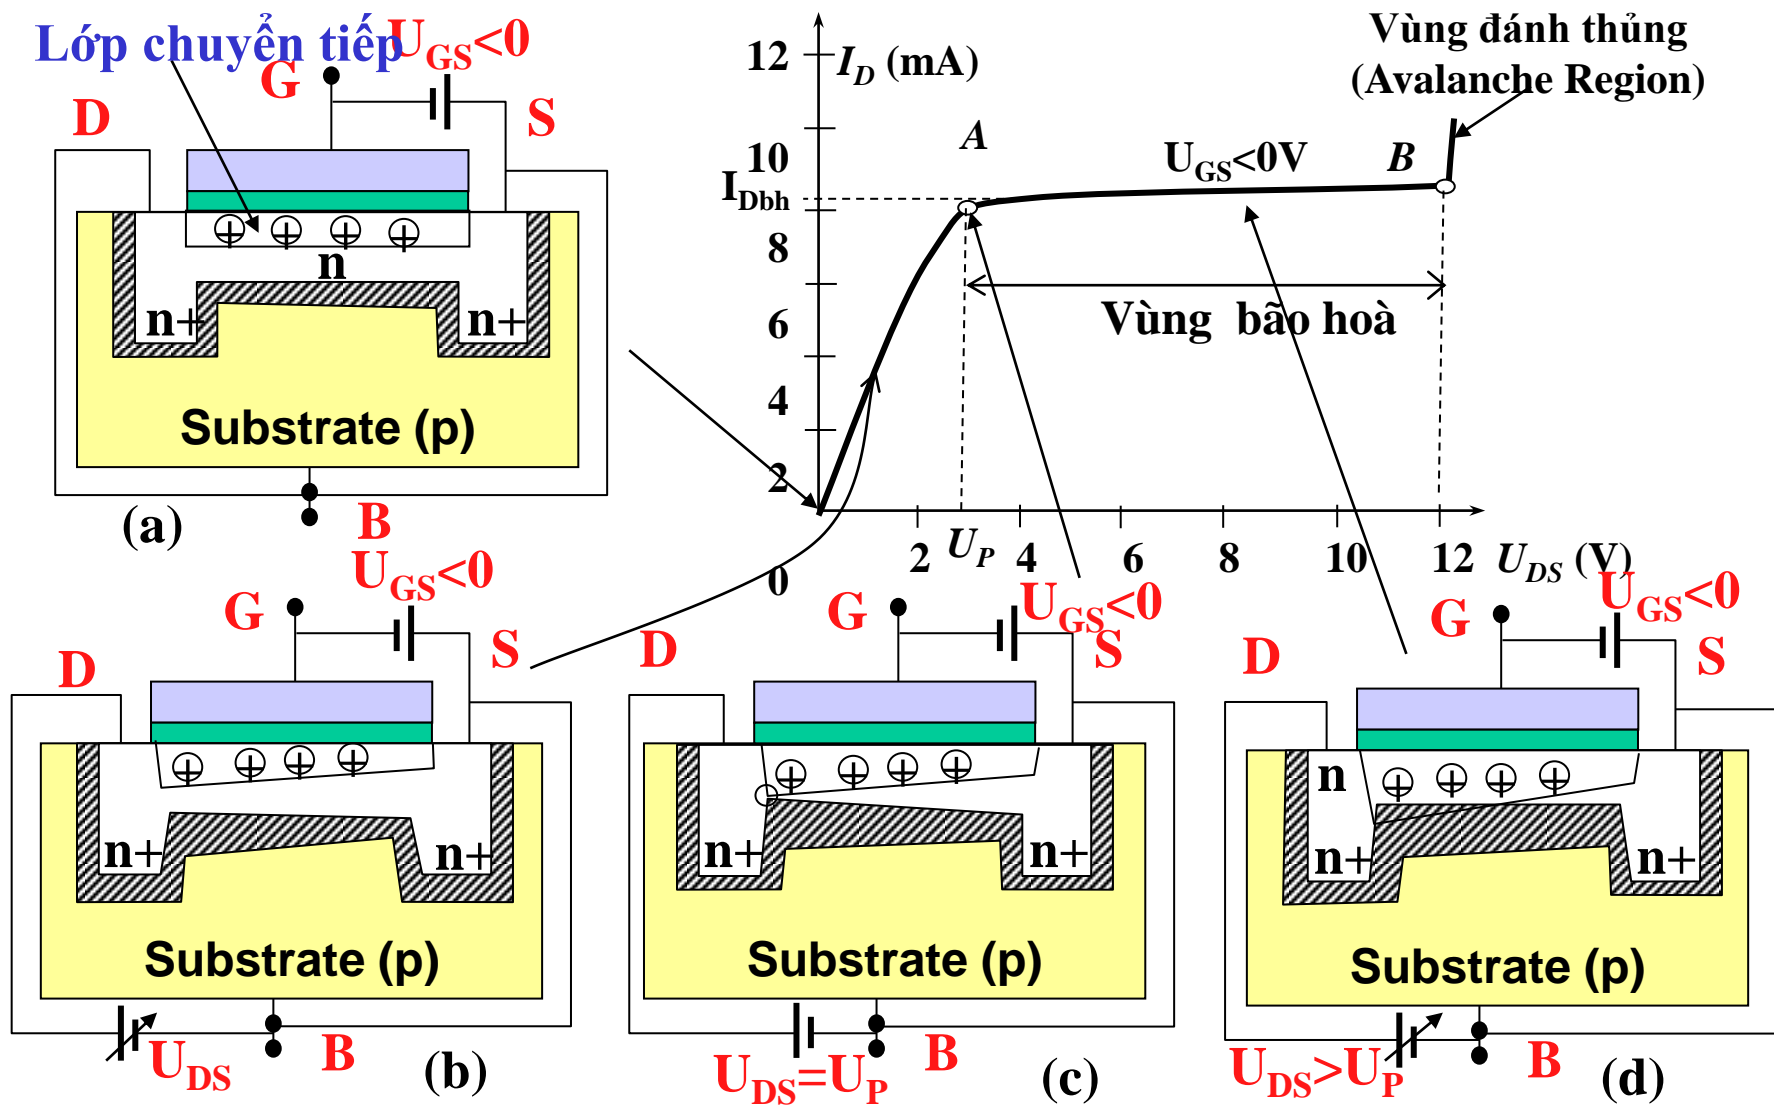 Lớp chuyển tiếp
U_GS<0
G
D
S
n
n+
n+
Substrate (p)
(a)
B
12
I_D (mA)
Vùng đánh thủng
(Avalanche Region)
A
10
U_GS<0V
B
I_Dbh
8
Vùng bão hoà
6
4
2
0
2
U_P
4
6
8
10
12
U_DS (V)
U_GS<0
G
D
S
n+
n+
Substrate (p)
U_DS
B
(b)
U_GS<0
G
D
S
n+
n+
Substrate (p)
U_DS=U_P
B
(c)
U_GS<0
G
D
S
n
n+
n+
Substrate (p)
U_DS>U_P
B
(d)